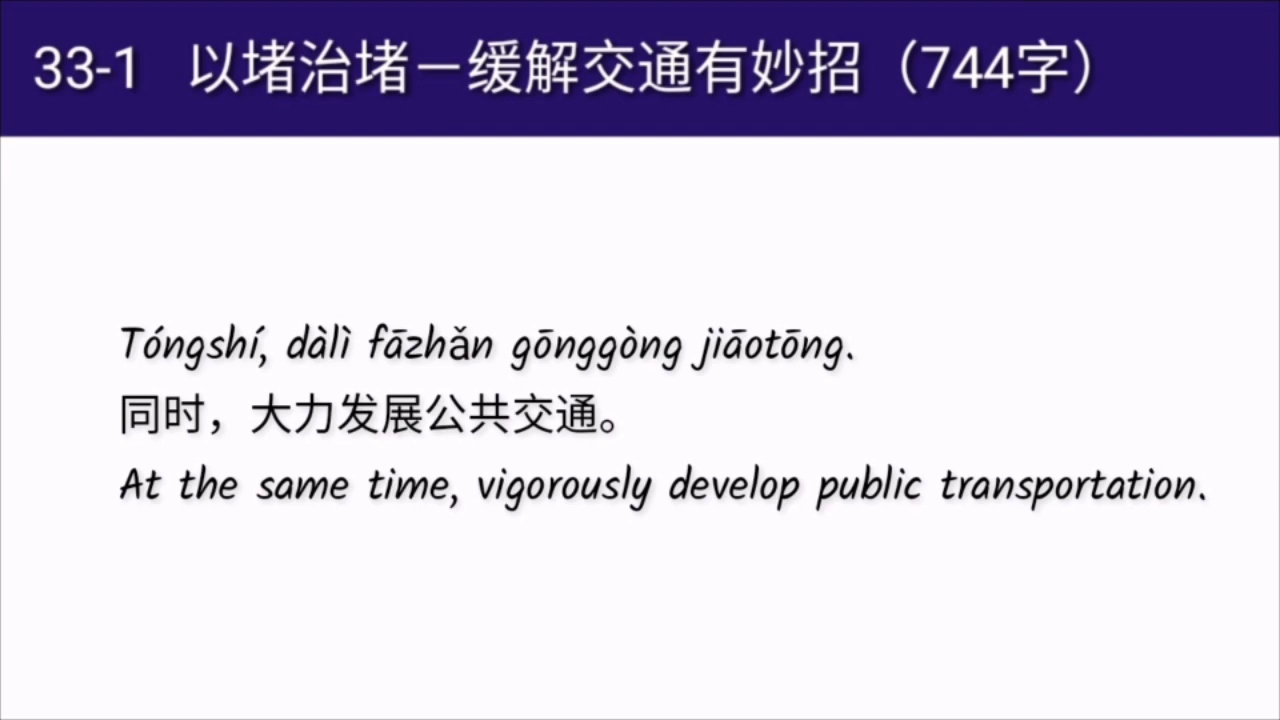 33-1 以堵治堵－缓解交通有妙招（744字）
Tóngshí, dàlì fāzhǎn gōnggòng jiāotōng.
同时，大力发展公共交通。
At the same time, vigorously develop public transportation.